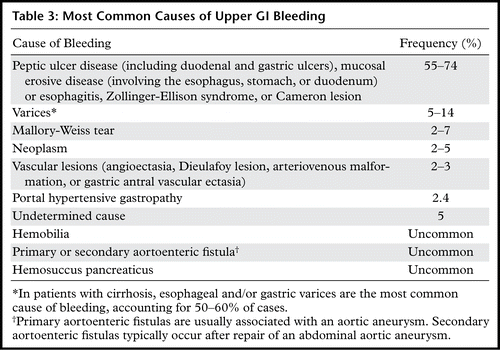 Table 3: Most Common Causes of Upper GI Bleeding
Cause of Bleeding Frequency (%)
Peptic ulcer disease (including duodenal and gastric ulcers), mucosal 55–74
erosive disease (involving the esophagus, stomach, or duodenum)
or esophagitis, Zollinger-Ellison syndrome, or Cameron lesion
Varices* 5–14
Mallory-Weiss tear 2–7
Neoplasm 2–5
Vascular lesions (angioectasia, Dieulafoy lesion, arteriovenous malfor- 2–3
mation, or gastric antral vascular ectasia)
Portal hypertensive gastropathy 2.4
Undetermined cause 5
Hemobilia Uncommon
Primary or secondary aortoenteric fistula† Uncommon
Hemosuccus pancreaticus Uncommon
*In patients with cirrhosis, esophageal and/or gastric varices are the most common
cause of bleeding, accounting for 50–60% of cases.
†Primary aortoenteric fistulas are usually associated with an aortic aneurysm. Secondary
aortoenteric fistulas typically occur after repair of an abdominal aortic aneurysm.